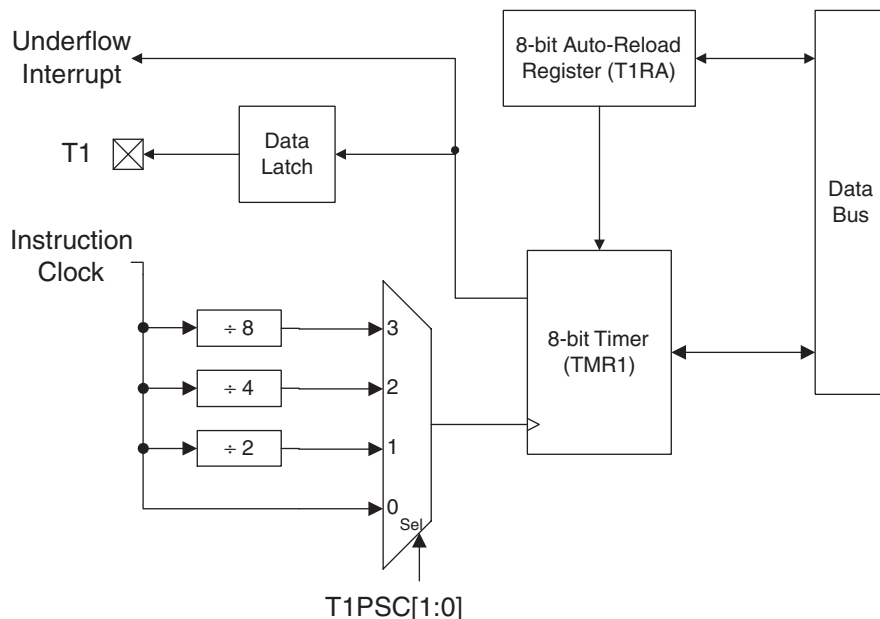 Underflow
Interrupt
8-bit Auto-Reload
Register (T1RA)
T1
Data
Latch
Data
Bus
Instruction
Clock
÷ 8
3
8-bit Timer
(TMR1)
÷ 4
2
÷ 2
1
0
Sel
T1PSC[1:0]